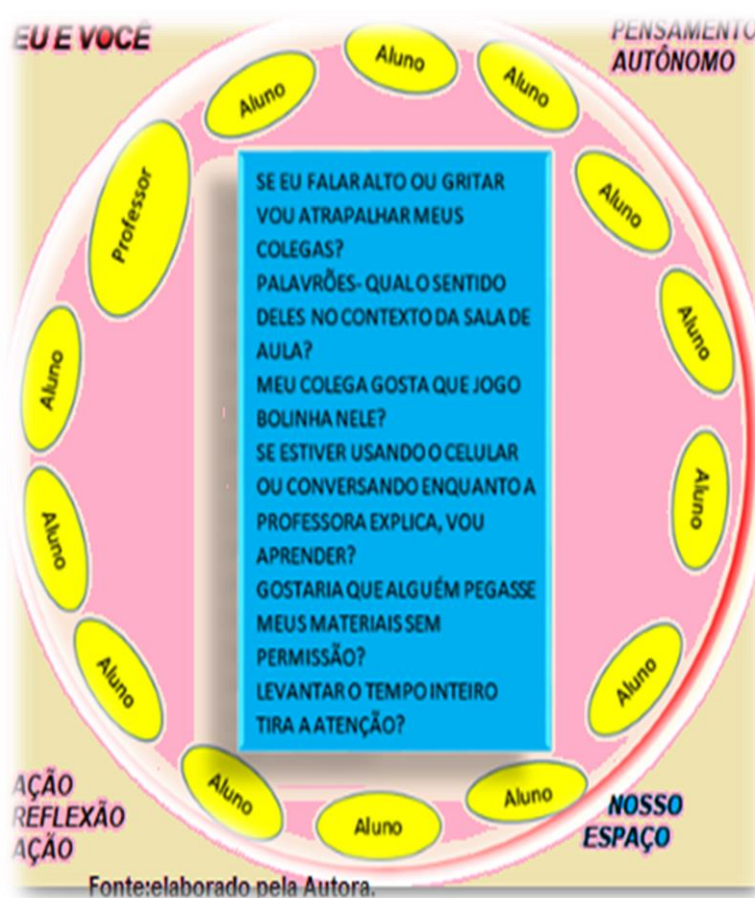 EU E VOCÊ
PENSAMENTO
AUTÔNOMO
Aluno
Aluno
Aluno
Aluno
Professor
Aluno
Aluno
Aluno
Aluno
Aluno
Aluno
Aluno
Aluno
Aluno
SE EU FALAR ALTO OU GRITAR
VOU ATRAPALHAR MEUS
COLEGAS?
PALAVRÕES- QUAL O SENTIDO
DELES NO CONTEXTO DA SALA DE
AULA?
MEU COLEGA GOSTA QUE JOGO
BOLINHA NELE?
SE ESTIVER USANDO O CELULAR
OU CONVERSANDO ENQUANTO A
PROFESSORA EXPLICA, VOU
APRENDER?
GOSTARIA QUE ALGUÉM PEGASSE
MEUS MATERIAIS SEM
PERMISSÃO?
LEVANTAR O TEMPO INTEIRO
TIRA A ATENÇÃO?
AÇÃO
REFLEXÃO
AÇÃO
NOSSO
ESPAÇO
Fonte:elaborado pela Autora.